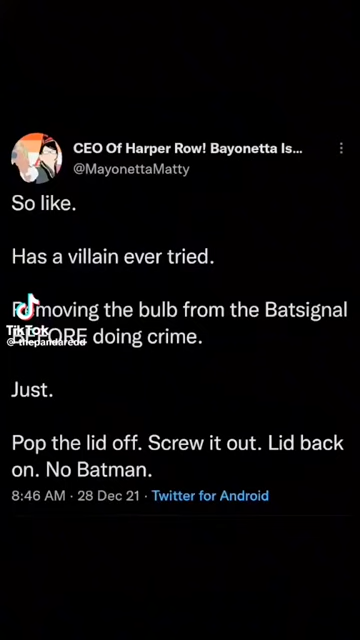 CEO Of Harper Row! Bayonetta Is...
@MayonettaMatty
So like.
Has a villain ever tried.
Removing the bulb from the Batsignal
BEFORE doing crime.
TikTok
@thepandaredd
Just.
Pop the lid off. Screw it out. Lid back
on. No Batman.
8:46 AM · 28 Dec 21 · Twitter for Android